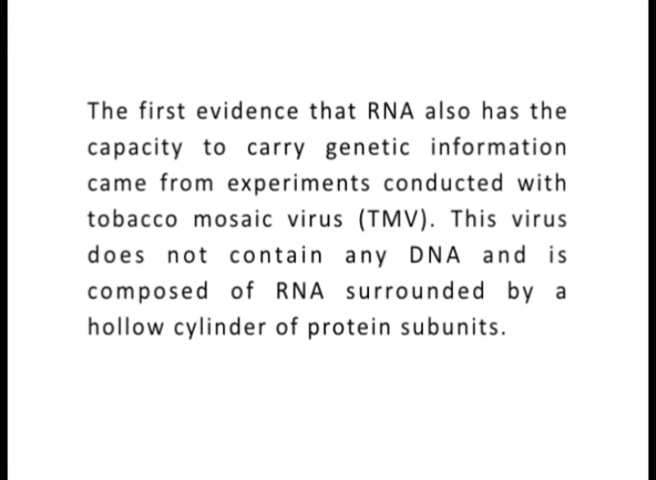 The first evidence that RNA also has the
capacity to carry genetic information
came from experiments conducted with
tobacco mosaic virus (TMV). This virus
does not contain any DNA and is
composed of RNA surrounded by a
hollow cylinder of protein subunits.